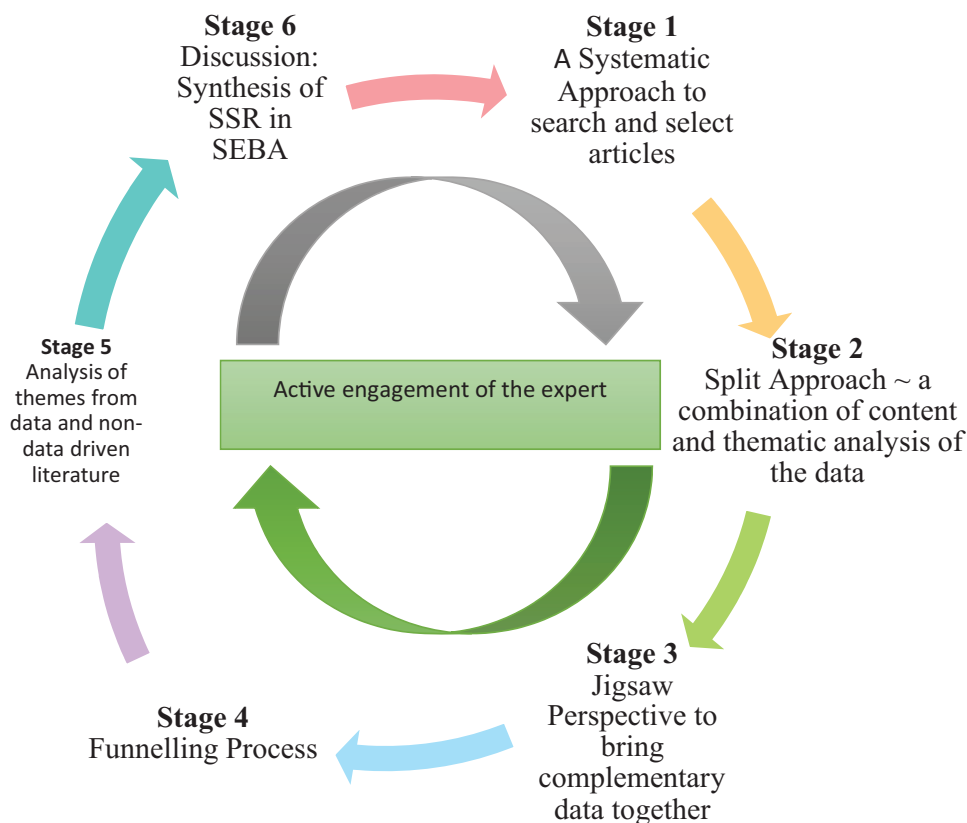 Stage 1
A Systematic
Approach to
search and select
articles
Stage 2
Split Approach ~ a
combination of content
and thematic analysis of
the data
Stage 3
Jigsaw
Perspective to
bring
complementary
data together
Stage 4
Funnelling Process
Stage 5
Analysis of
themes from
data and non-
data driven
literature
Stage 6
Discussion:
Synthesis of
SSR in
SEBA
Active engagement of the expert